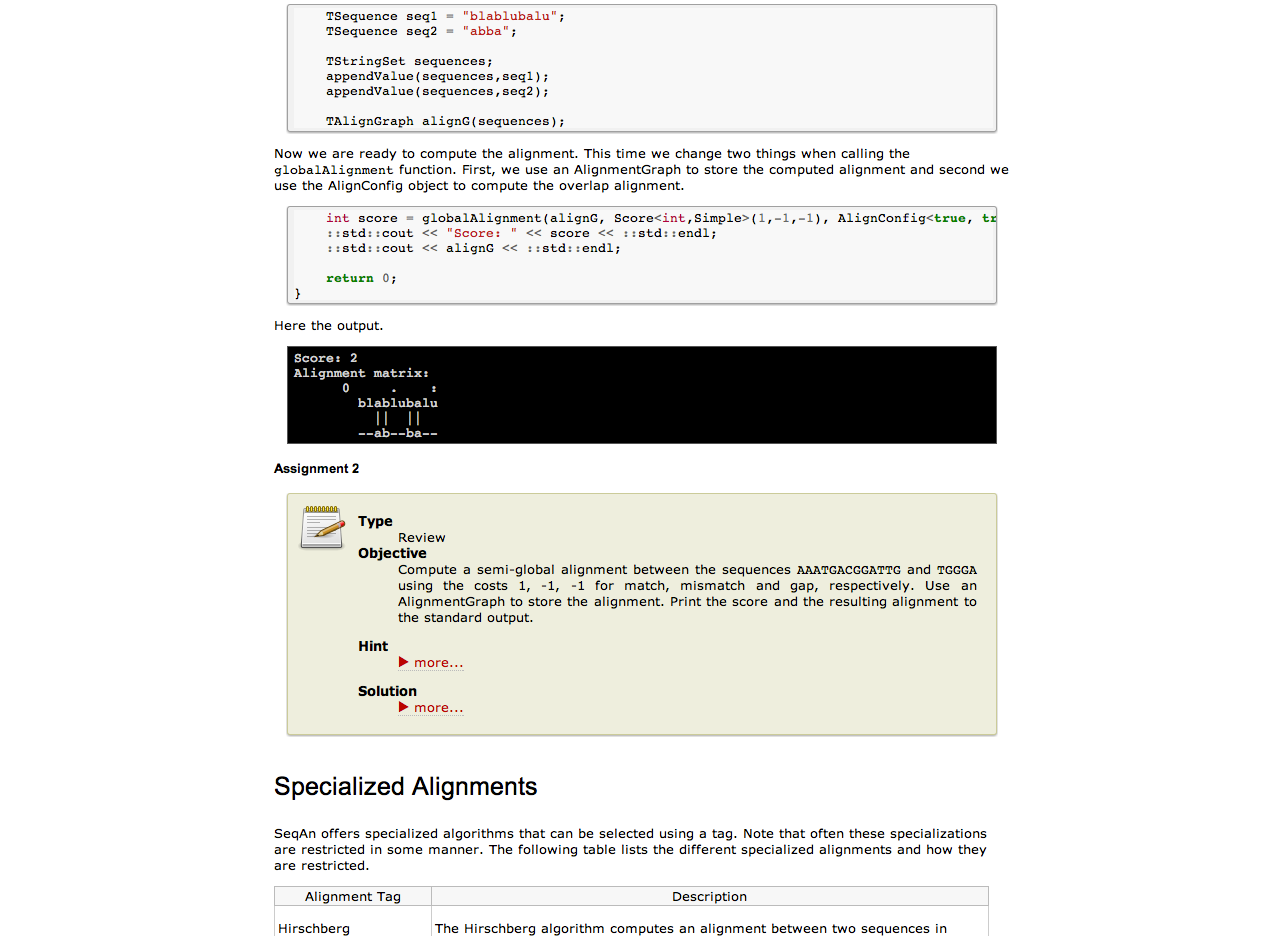 TSequence seq1 = "blablubalu";
TSequence seq2 = "abba";
TStringSet sequences;
appendValue(sequences,seq1);
appendValue(sequences,seq2);
TAlignGraph alignG(sequences);
Now we are ready to compute the alignment. This time we change two things when calling the
globalAlignment function. First, we use an AlignmentGraph to store the computed alignment and second we
use the AlignConfig object to compute the overlap alignment.
int score = globalAlignment(alignG, Score<int,Simple>(1,-1,-1), AlignConfig<true, tr
::std::cout << "Score: " << score << ::std::endl;
::std::cout << alignG << ::std::endl;
return 0;
}
Here the output.
Score: 2
Alignment matrix:
0     .    :
blablubalu
||  ||
--ab--ba--
Assignment 2
Type
Review
Objective
Compute a semi-global alignment between the sequences AAATGACGGATTG and TGGGA
using the costs 1, -1, -1 for match, mismatch and gap, respectively. Use an
AlignmentGraph to store the alignment. Print the score and the resulting alignment to
the standard output.
Hint
more...
Solution
more...
Specialized Alignments
SeqAn offers specialized algorithms that can be selected using a tag. Note that often these specializations
are restricted in some manner. The following table lists the different specialized alignments and how they
are restricted.
Alignment Tag Description
Hirschberg The Hirschberg algorithm computes an alignment between two sequences in